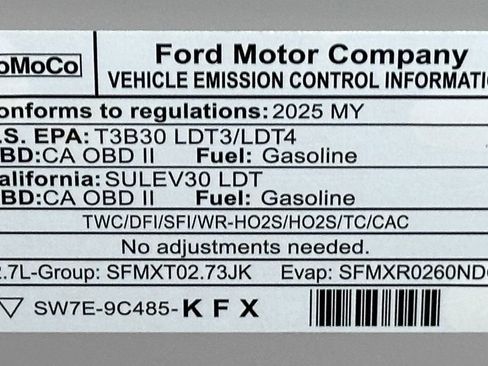 oMoCo
Ford Motor Company
VEHICLE EMISSION CONTROL INFORMATIO
onforms to regulations: 2025 MY
.S. EPA: T3B30 LDT3/LDT4
BD: CA OBD II Fuel: Gasoline
alifornia: SULEV30 LDT
BD: CA OBD II Fuel: Gasoline
TWC/DFI/SFI/WR-HO2S/HO2S/TC/CAC
No adjustments needed.
2.7L-Group: SFMXT02.73JK Evap: SFMXR0260ND
SW7E-9C485-KFX